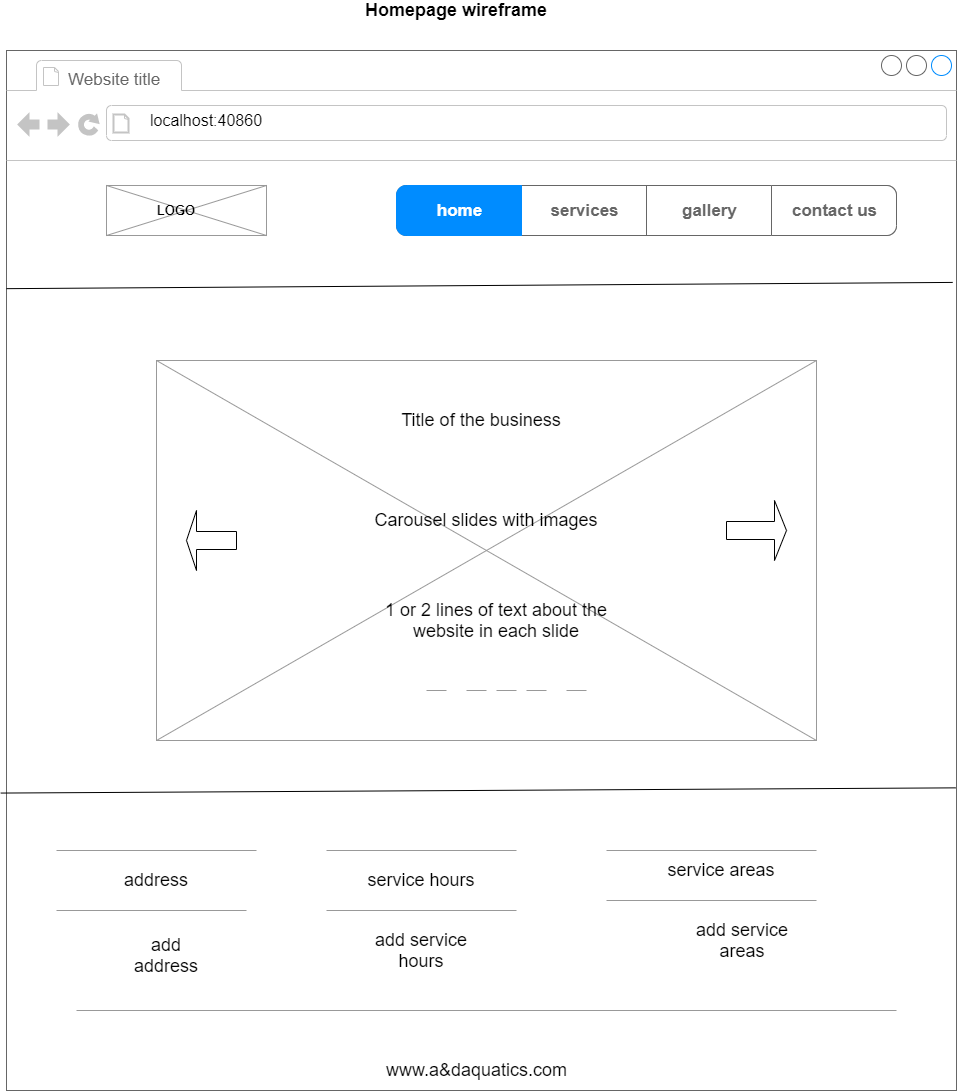 Homepage wireframe
Website title
localhost:40860
LOGO
home
services
gallery
contact us
Title of the business
Carousel slides with images
1 or 2 lines of text about the
website in each slide
address
service hours
service areas
add
address
add service
hours
add service
areas
www.a&daquatics.com